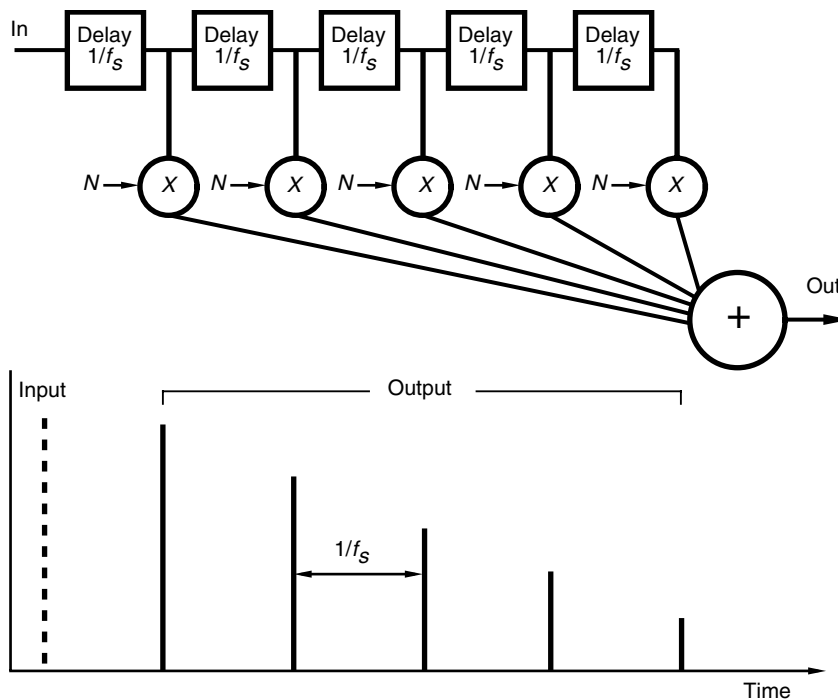 In
Delay
1/fS
Delay
1/fS
Delay
1/fS
Delay
1/fS
Delay
1/fS
N X N X N X N X N X
+
Out
Input
Output
1/fS
Time